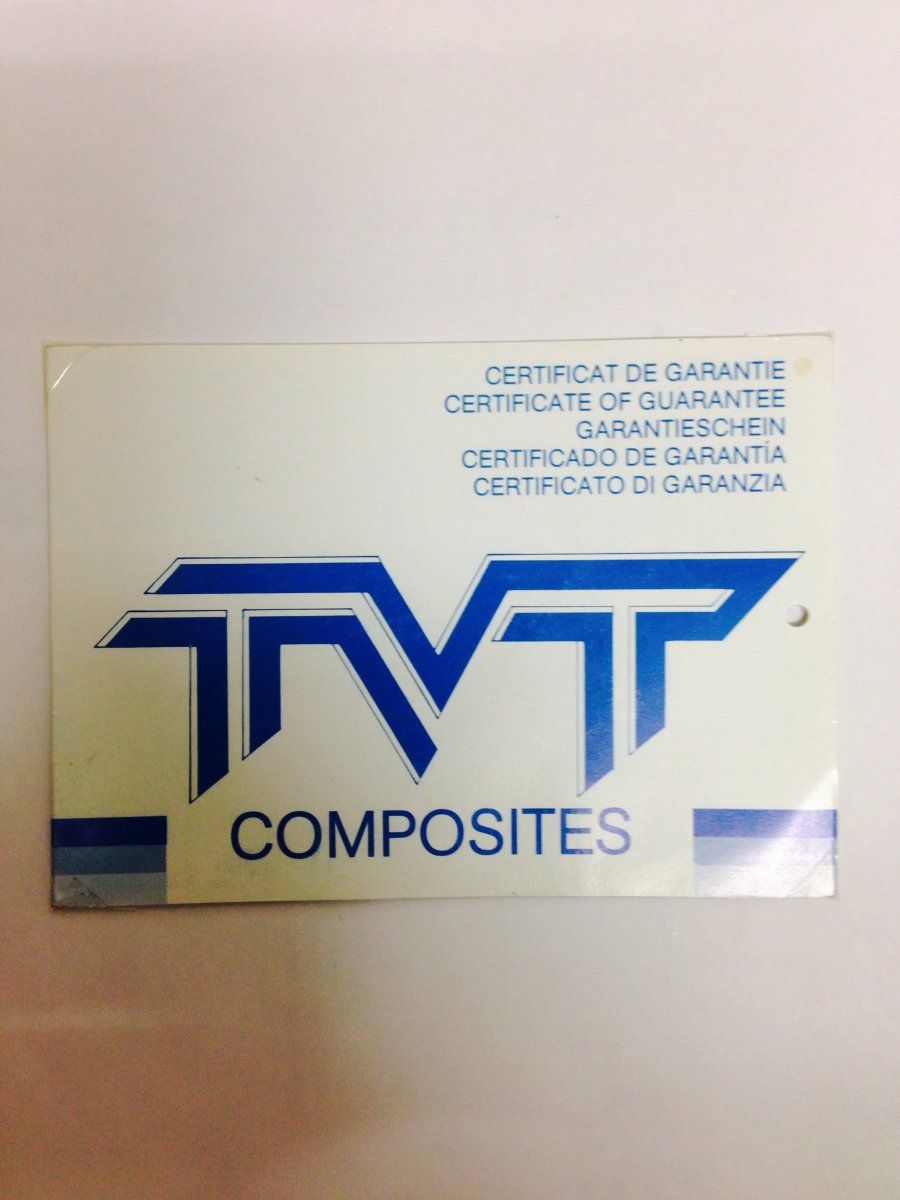 CERTIFICAT DE GARANTIE
CERTIFICATE OF GUARANTEE
GARANTIESCHEIN
CERTIFICADO DE GARANTÍA
CERTIFICATO DI GARANZIA
TVT
COMPOSITES